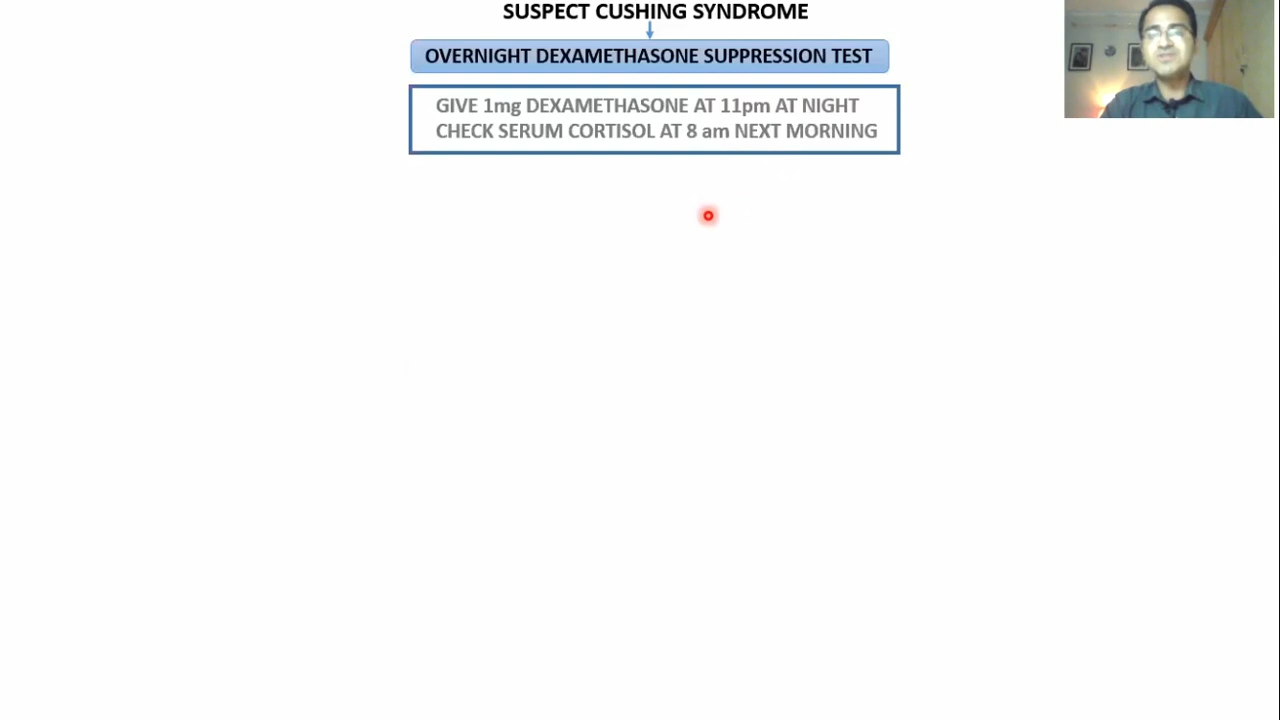 SUSPECT CUSHING SYNDROME
OVERNIGHT DEXAMETHASONE SUPPRESSION TEST
GIVE 1mg DEXAMETHASONE AT 11pm AT NIGHT
CHECK SERUM CORTISOL AT 8 am NEXT MORNING